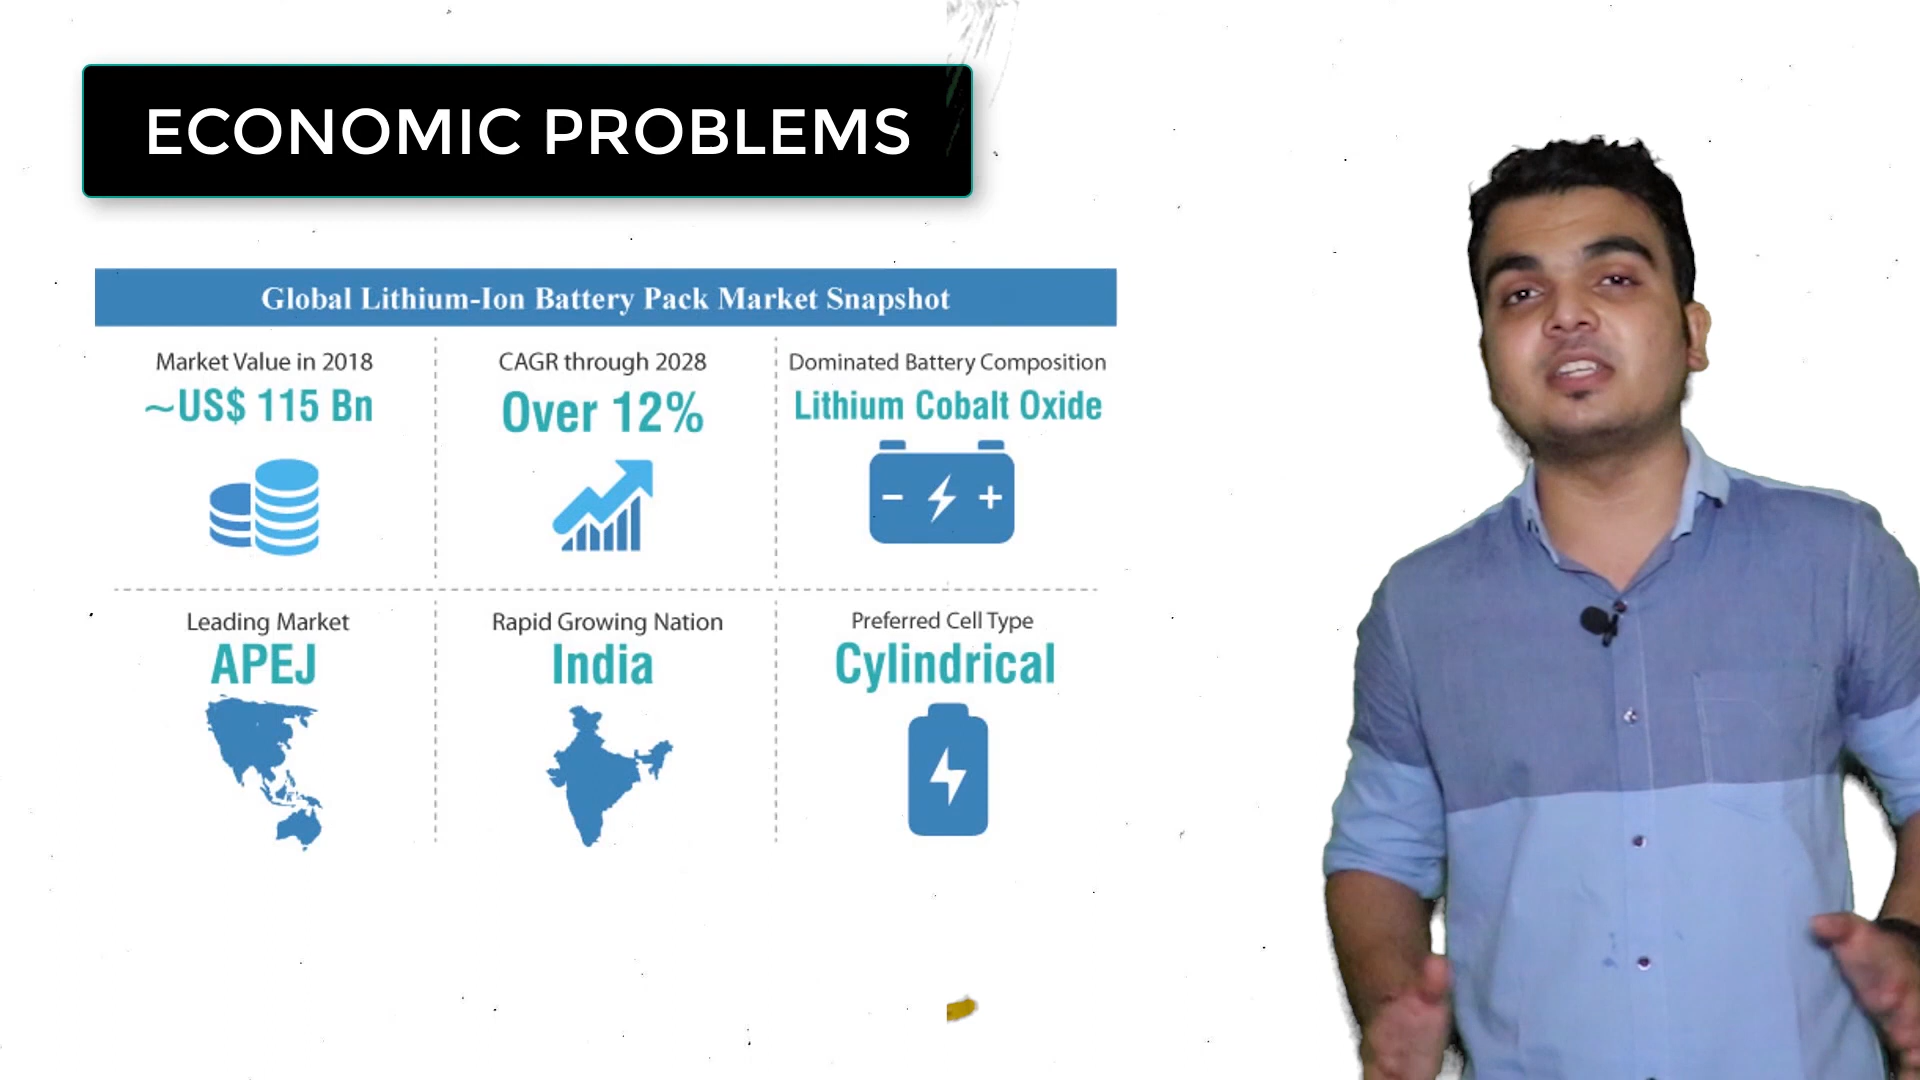 ECONOMIC PROBLEMS
Global Lithium-Ion Battery Pack Market Snapshot
Market Value in 2018
~US$ 115 Bn
CAGR through 2028
Over 12%
Dominated Battery Composition
Lithium Cobalt Oxide
Leading Market
APEJ
Rapid Growing Nation
India
Preferred Cell Type
Cylindrical